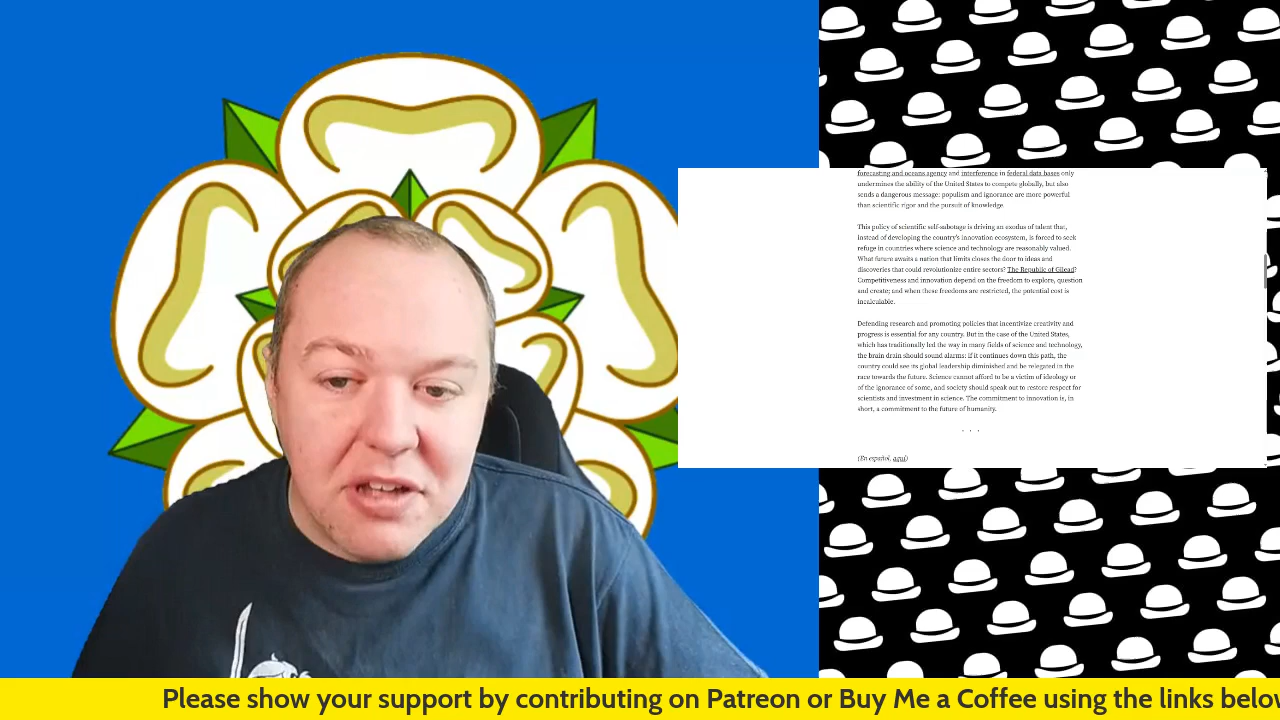 forecasting and oceans agency and interference in federal data bases only
undermines the ability of the United States to compete globally, but also
sends a dangerous message: populism and ignorance are more powerful
than scientific rigor and the pursuit of knowledge.
This policy of scientific self-sabotage is driving an exodus of talent that,
instead of developing the country's innovation ecosystem, is forced to seek
refuge in countries where science and technology are reasonably valued.
What future awaits a nation that limits closes the door to ideas and
discoveries that could revolutionize entire sectors? The Republic of Gilead?
Competitiveness and innovation depend on the freedom to explore, question
and create; and when these freedoms are restricted, the potential cost is
incalculable.
Defending research and promoting policies that incentivize creativity and
progress is essential for any country. But in the case of the United States,
which has traditionally led the way in many fields of science and technology,
the brain drain should sound alarms: if it continues down this path, the
country could see its global leadership diminished and be relegated in the
race towards the future. Science cannot afford to be a victim of ideology or
of the ignorance of some, and society should speak out to restore respect for
scientists and investment in science. The commitment to innovation is, in
short, a commitment to the future of humanity.
. . .
(En español, aquí)
Please show your support by contributing on Patreon or Buy Me a Coffee using the links below